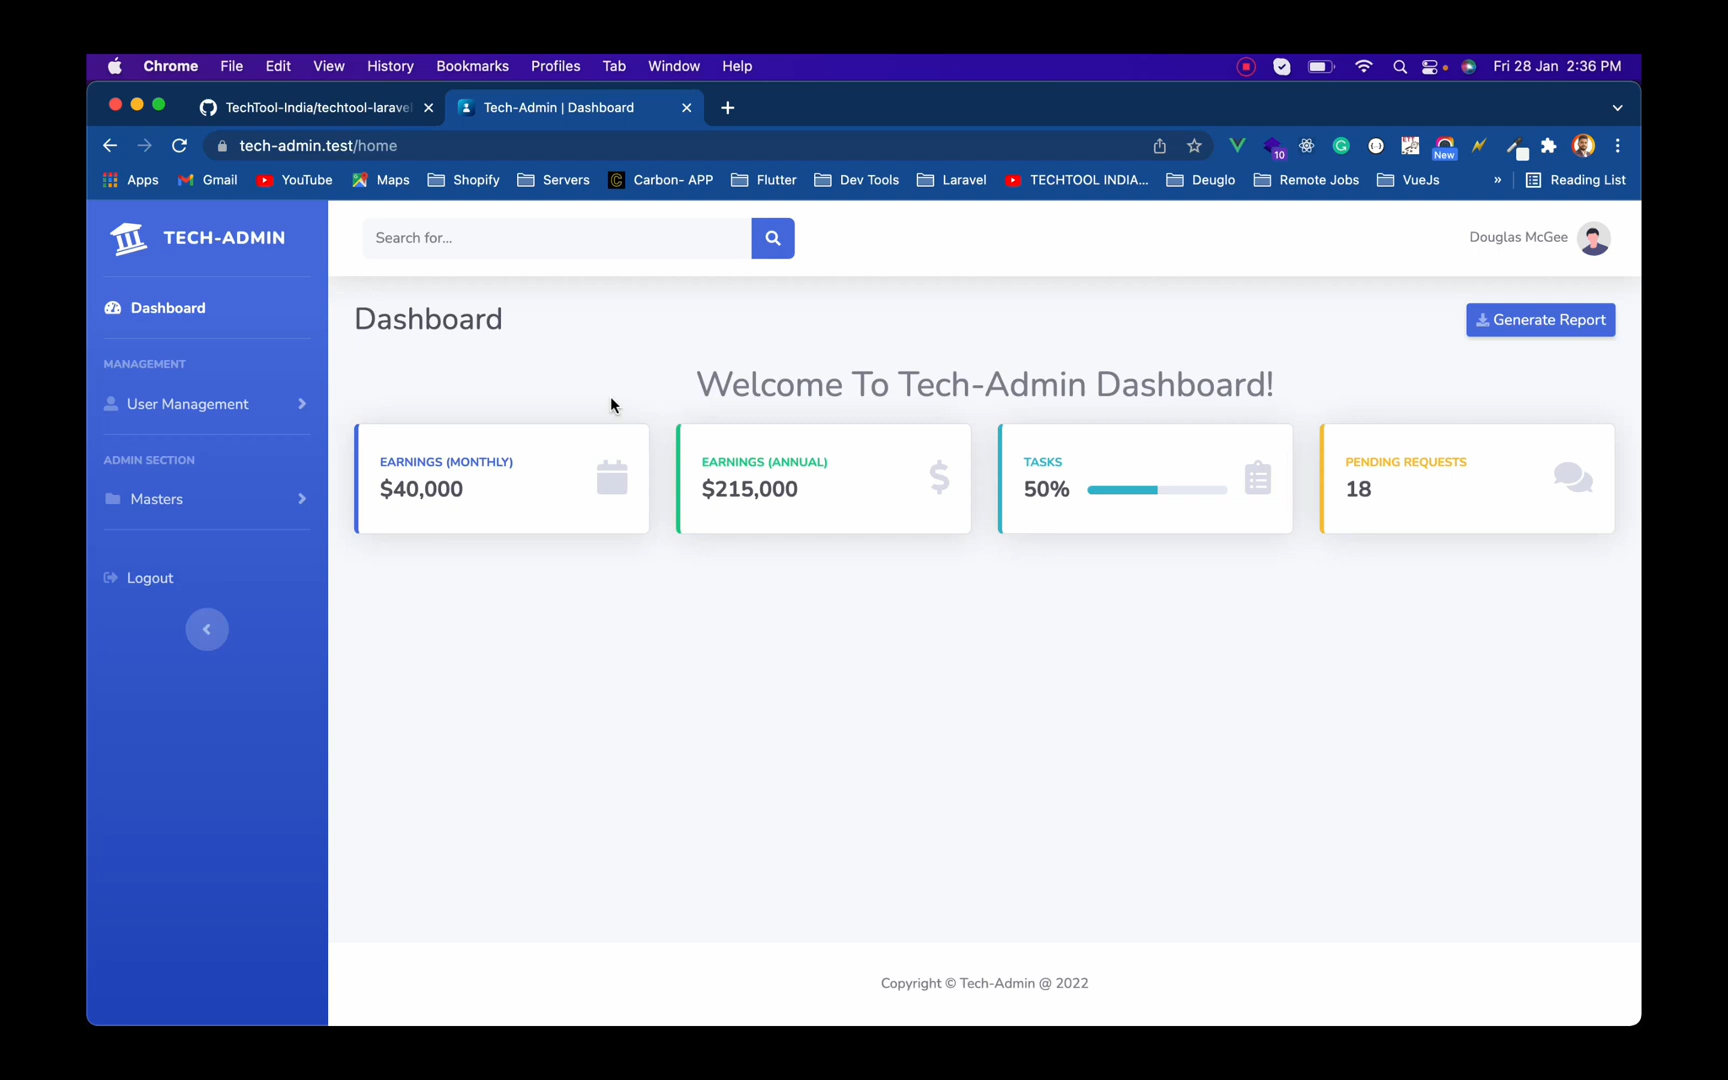 Chrome File Edit View History Bookmarks Profiles Tab Window Help Fri 28 Jan 2:36 PM
TechTool-India/techtool-larave Tech-Admin | Dashboard
tech-admin.test/home 10 New
Apps Gmail YouTube Maps Shopify Servers Carbon- APP Flutter Dev Tools Laravel TECHTOOL INDIA... Deuglo Remote Jobs VueJs » Reading List
TECH-ADMIN
Search for...
Douglas McGee
Dashboard
Dashboard
Generate Report
MANAGEMENT
Welcome To Tech-Admin Dashboard!
User Management
ADMIN SECTION
Masters
Logout
EARNINGS (MONTHLY)
$40,000
EARNINGS (ANNUAL)
$215,000
TASKS
50%
PENDING REQUESTS
18
Copyright © Tech-Admin @ 2022